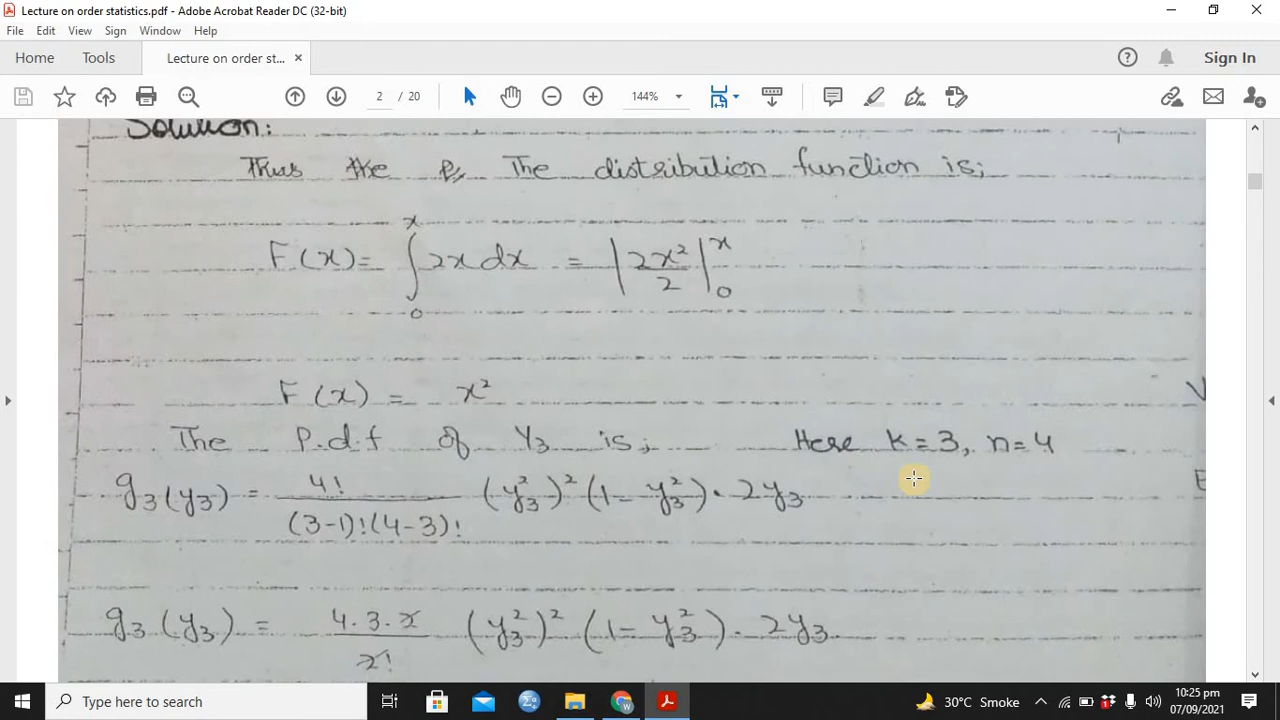 Lecture on order statistics.pdf - Adobe Acrobat Reader DC (32-bit)
File Edit View Sign Window Help
Home Tools Lecture on order st... × Sign In
2 / 20 144%
Solution:
Thus the P, The distribution function is;
F(x) = ∫₀ˣ 2x dx = |2x²/2|₀ˣ
F(x) = x²
The P.d.f of Y₃ is; Here k = 3, n = 4
g₃(y₃) = 4!/(3-1)!(4-3)! (y₃²)² (1 - y₃²) · 2y₃
g₃(y₃) = 4·3·2/2! (y₃²)² (1 - y₃²) · 2y₃
Type here to search 30°C Smoke 10:25 pm
07/09/2021